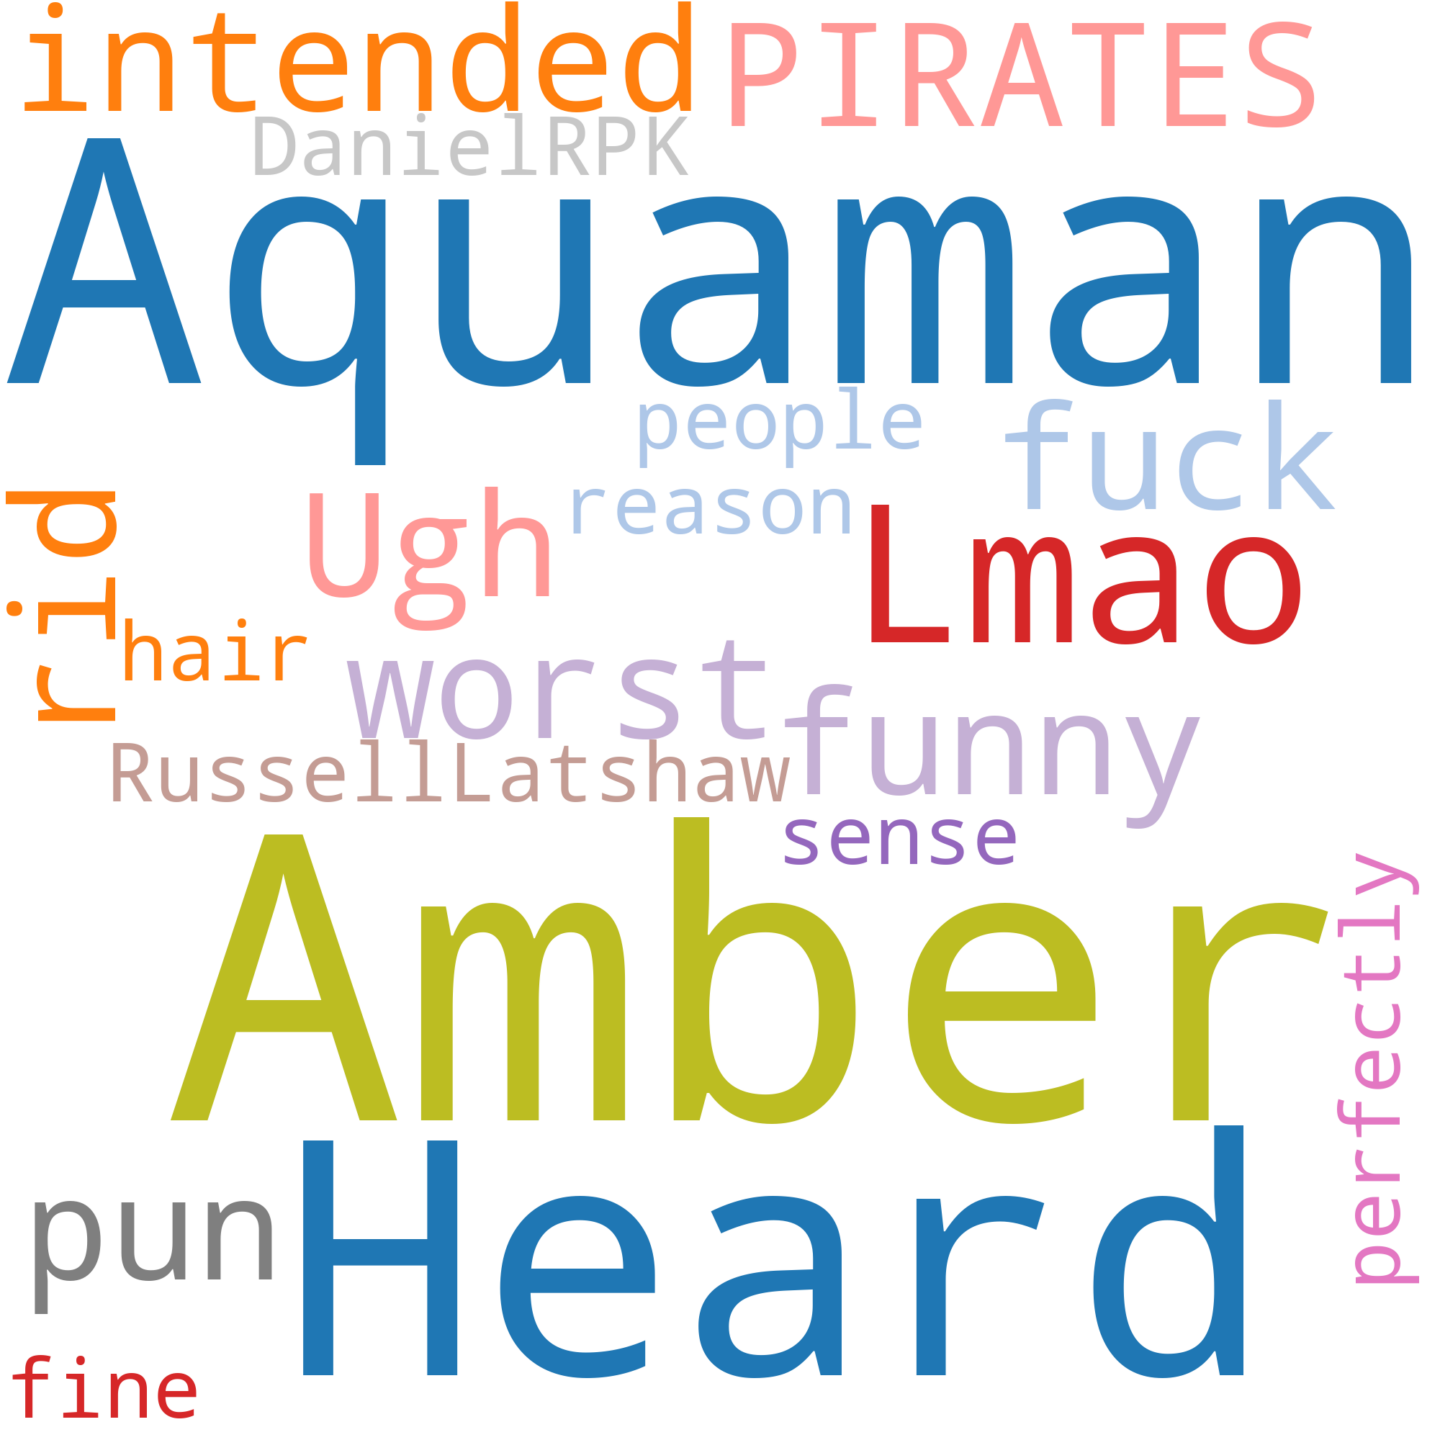 intended PIRATES
DanielRPK
Aquaman
people fuck
reason
rid Ugh Lmao
hair
worst funny
RussellLatshaw
sense
Amber
perfectly
pun Heard
fine